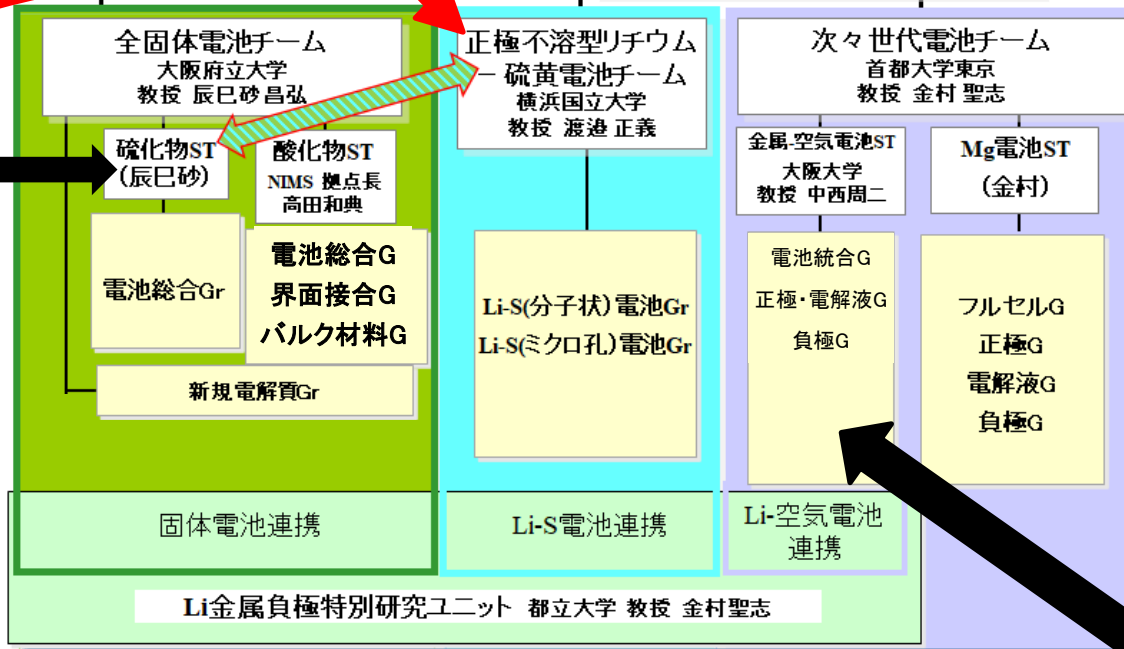 全固体電池チーム
大阪府立大学
教授 辰巳砂昌弘
硫化物ST
(辰巳砂)
酸化物ST
NIMS 拠点長
高田和典
電池総合Gr
電池総合G
界面接合G
バルク材料G
新規電解質Gr
固体電池連携
正極不溶型リチウム
－硫黄電池チーム
横浜国立大学
教授 渡邉正義
Li-S(分子状)電池Gr
Li-S(ミクロ孔)電池Gr
Li-S電池連携
次々世代電池チーム
首都大学東京
教授 金村聖志
金属-空気電池ST
大阪大学
教授 中西周二
Mg電池ST
(金村)
電池統合G
正極・電解液G
負極G
フルセルG
正極G
電解液G
負極G
Li-空気電池
連携
Li金属負極特別研究ユニット 都立大学 教授 金村聖志